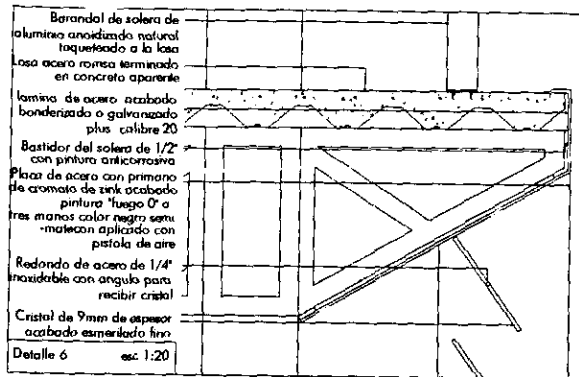 Barandal de solera de
aluminio anoidizado natural
taqueteado a la losa
Losa acero romsa terminado
en concreto aparente
lamina de acero acabado
bonderizado o galvanizado
plus calibre 20
Bastidor del solera de 1/2"
con pintura anticorrosiva
Placa de acero con primario
de cromato de zink acabado
pintura "fuego 0" a
tres manos color negro semi
-matecon aplicado con
pistola de aire
Redondo de acero de 1/4"
inoxidable con angulo para
recibir cristal
Cristal de 9mm de espesor
acabado esmerilado fino
Detalle 6 esc 1:20